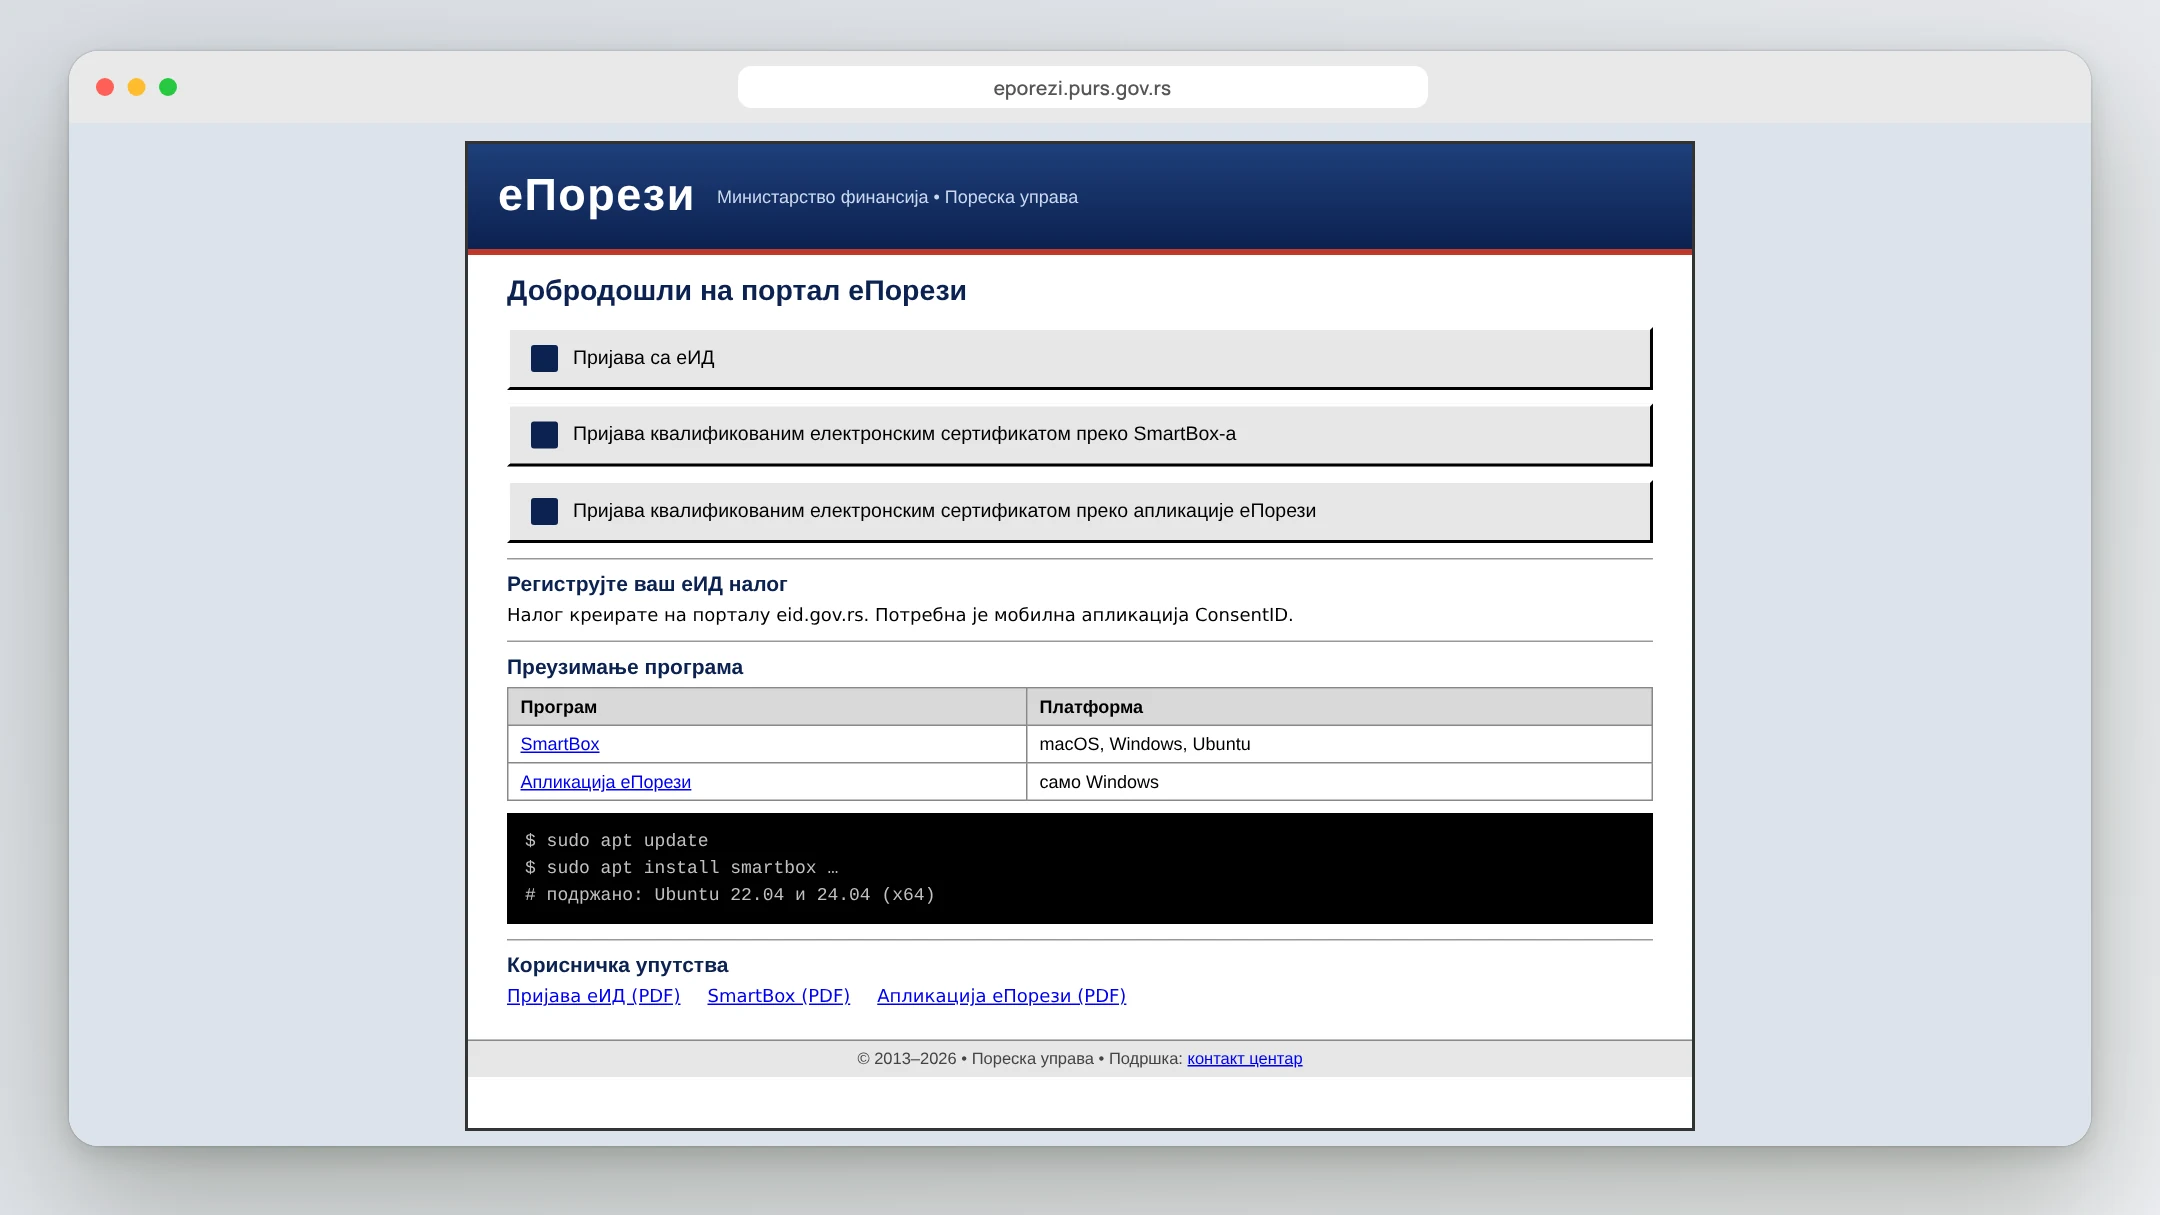 eporezi.purs.gov.rs
еПорези
Министарство финансија • Пореска управа
Добродошли на портал еПорези
Пријава са еИД
Пријава квалификованим електронским сертификатом преко SmartBox-а
Пријава квалификованим електронским сертификатом преко апликације еПорези
Региструјте ваш еИД налог
Налог креирате на порталу eid.gov.rs. Потребна је мобилна апликација ConsentID.
Преузимање програма
Програм Платформа
SmartBox macOS, Windows, Ubuntu
Апликација еПорези само Windows
$ sudo apt update
$ sudo apt install smartbox …
# подржано: Ubuntu 22.04 и 24.04 (x64)
Корисничка упутства
Пријава еИД (PDF) SmartBox (PDF) Апликација еПорези (PDF)
© 2013–2026 • Пореска управа • Подршка: контакт центар